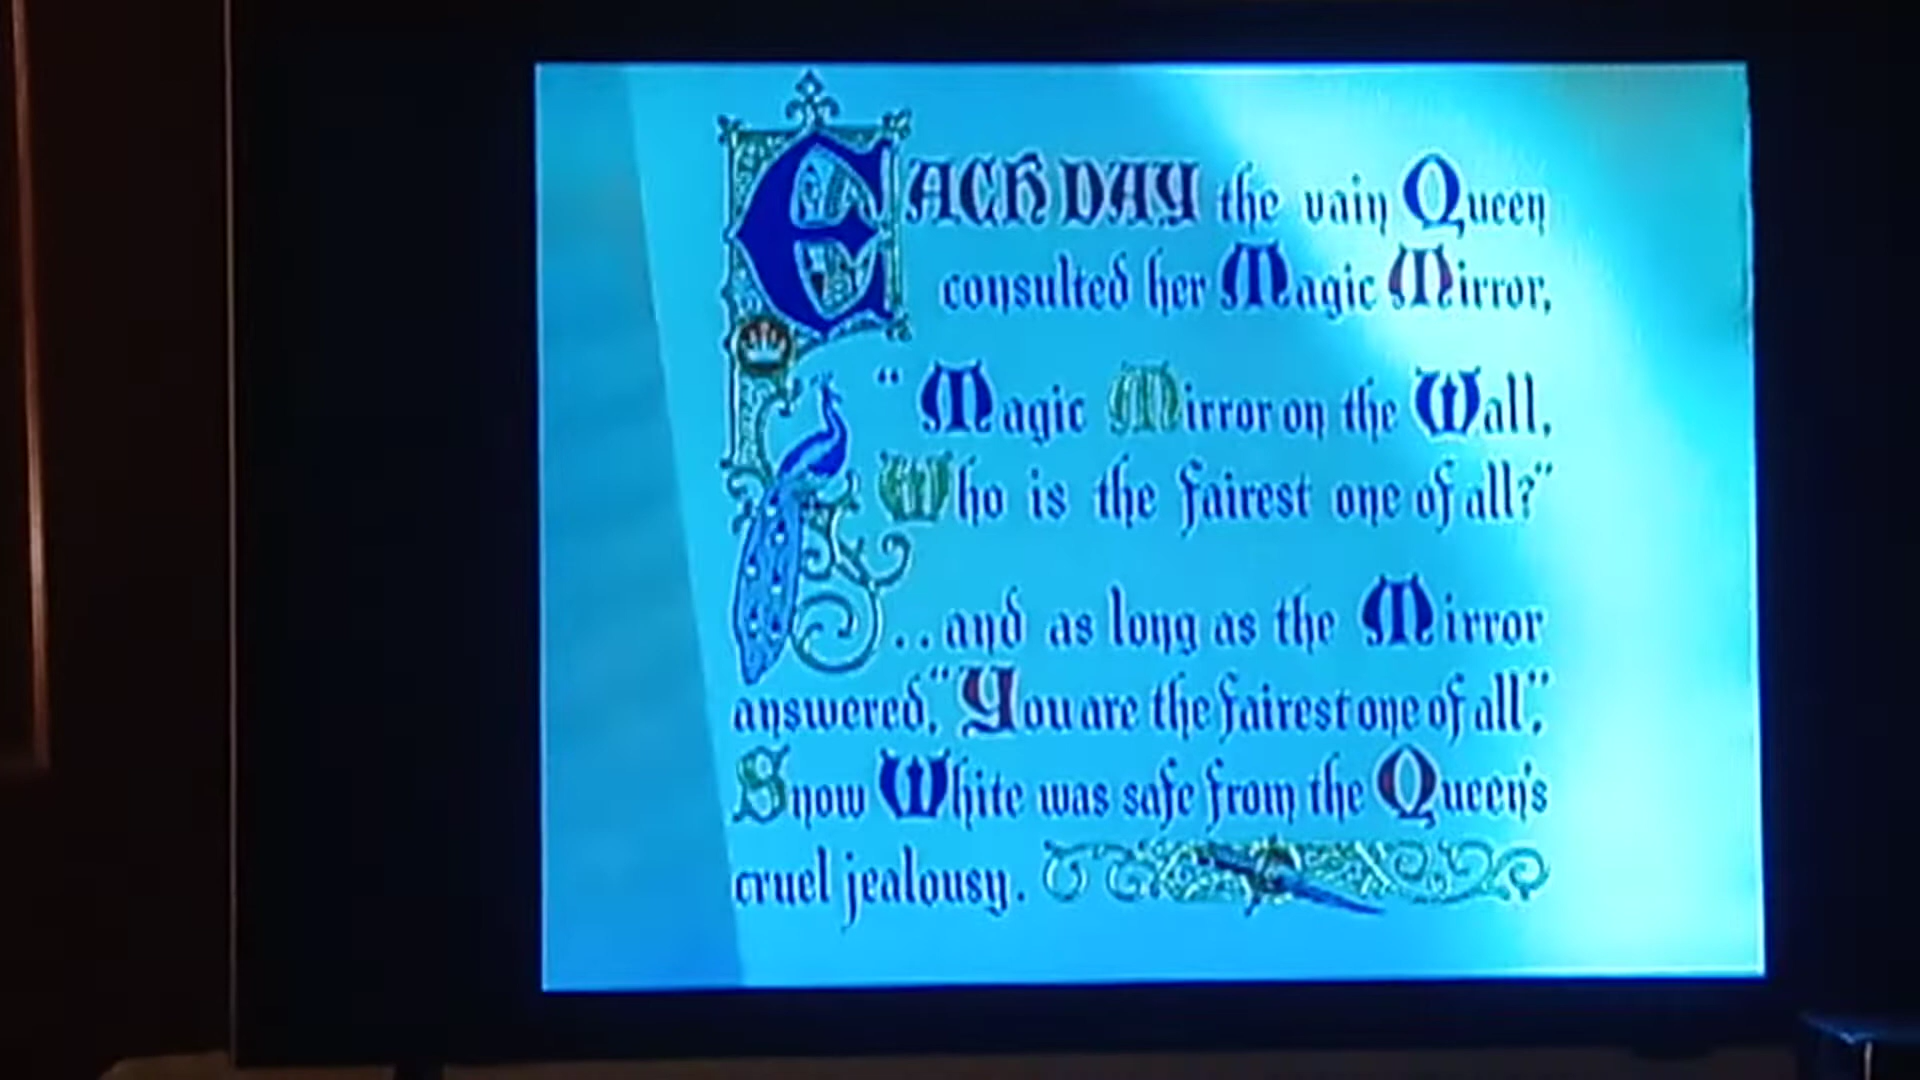 EACH DAY the vain Queen
consulted her Magic Mirror,
“Magic Mirror on the Wall,
Who is the fairest one of all?”
..and as long as the Mirror
answered, “You are the fairest one of all”,
Snow White was safe from the Queen's
cruel jealousy.